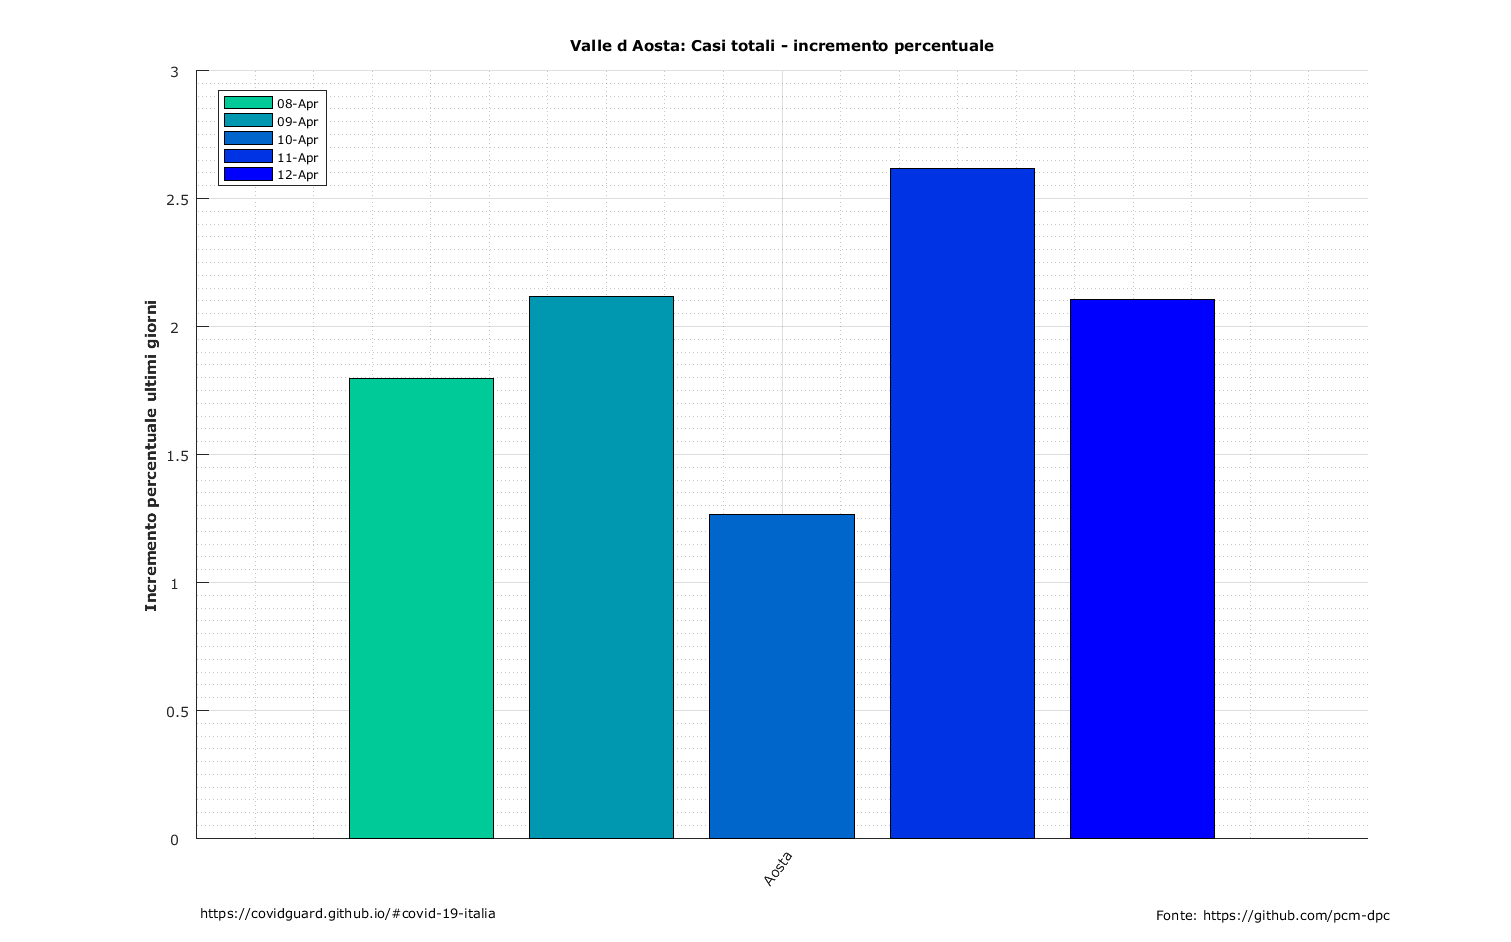 Valle d Aosta: Casi totali - incremento percentuale
3
2.5
2
1.5
1
0.5
0
Incremento percentuale ultimi giorni
08-Apr
09-Apr
10-Apr
11-Apr
12-Apr
Aosta
https://covidguard.github.io/#covid-19-italia
Fonte: https://github.com/pcm-dpc